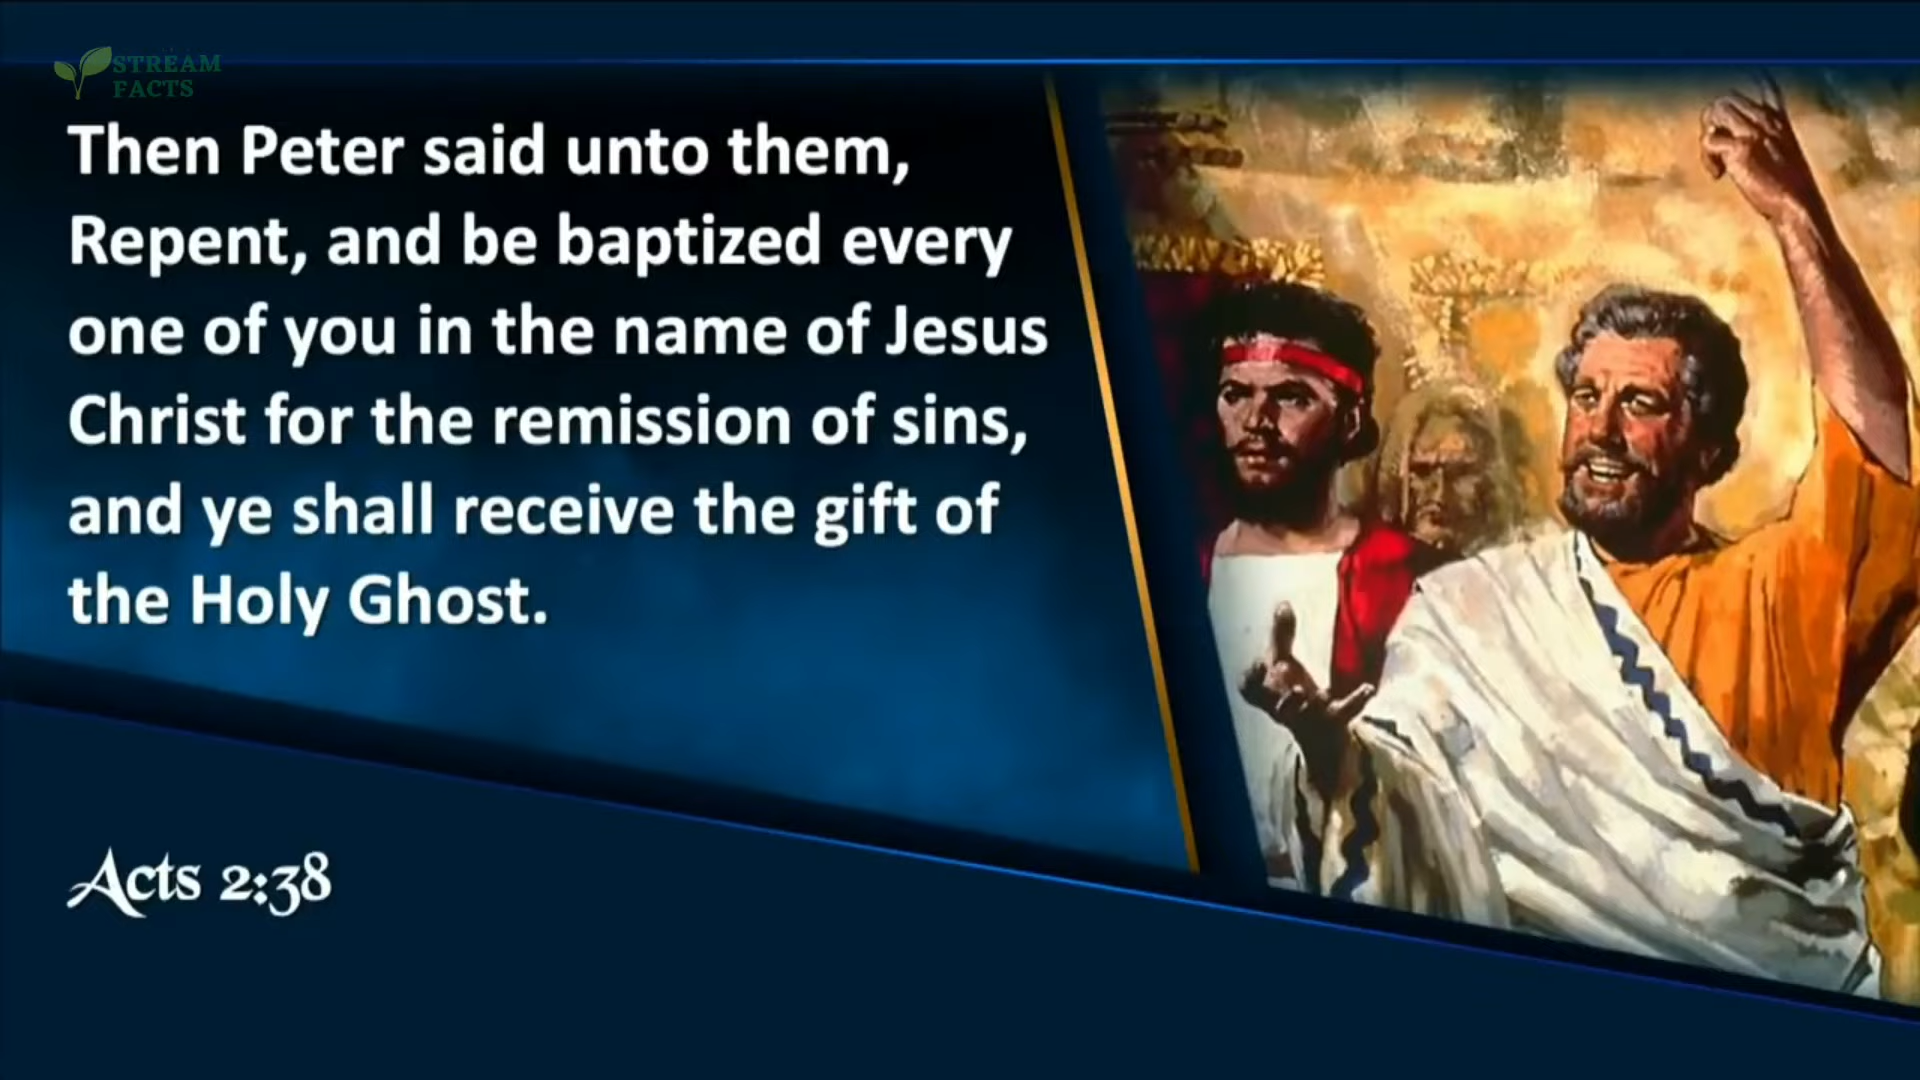 STREAM
FACTS
Then Peter said unto them,
Repent, and be baptized every
one of you in the name of Jesus
Christ for the remission of sins,
and ye shall receive the gift of
the Holy Ghost.
Acts 2:38